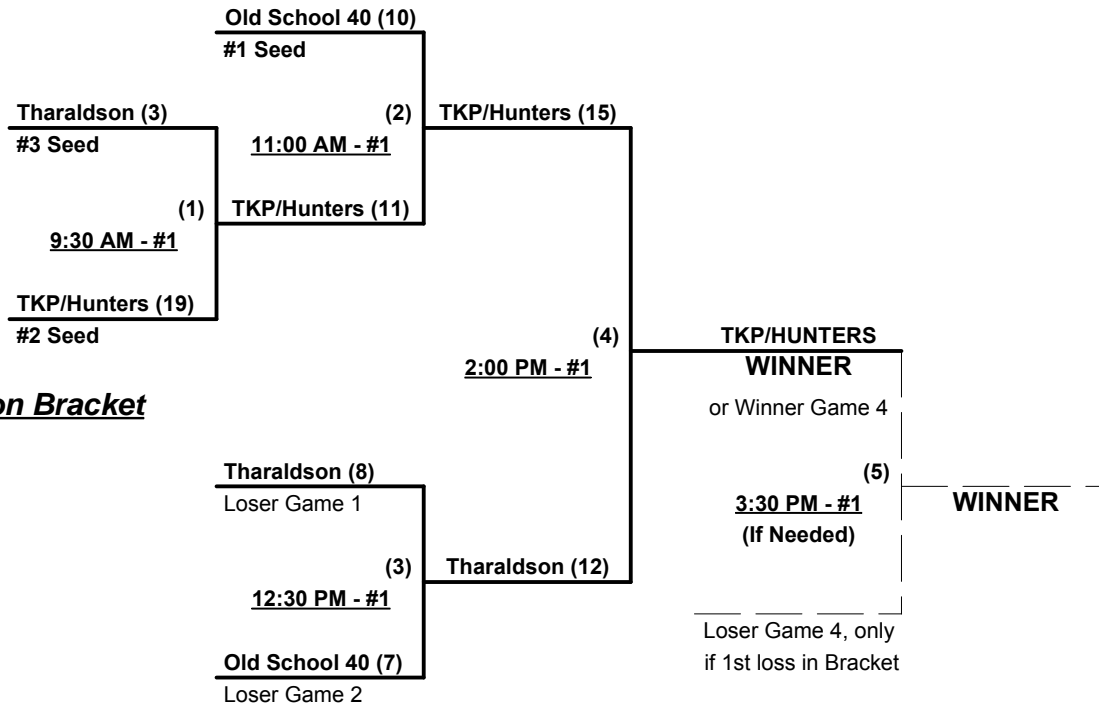 Old School 40 (10)
#1 Seed
Tharaldson (3)
#3 Seed
(2)
11:00 AM - #1
TKP/Hunters (15)
(1)
9:30 AM - #1
TKP/Hunters (11)
TKP/Hunters (19)
#2 Seed
(4)
2:00 PM - #1
TKP/HUNTERS
WINNER
or Winner Game 4
on Bracket
Tharaldson (8)
Loser Game 1
(5)
3:30 PM - #1
(If Needed)
WINNER
(3)
12:30 PM - #1
Tharaldson (12)
Loser Game 4, only
if 1st loss in Bracket
Old School 40 (7)
Loser Game 2